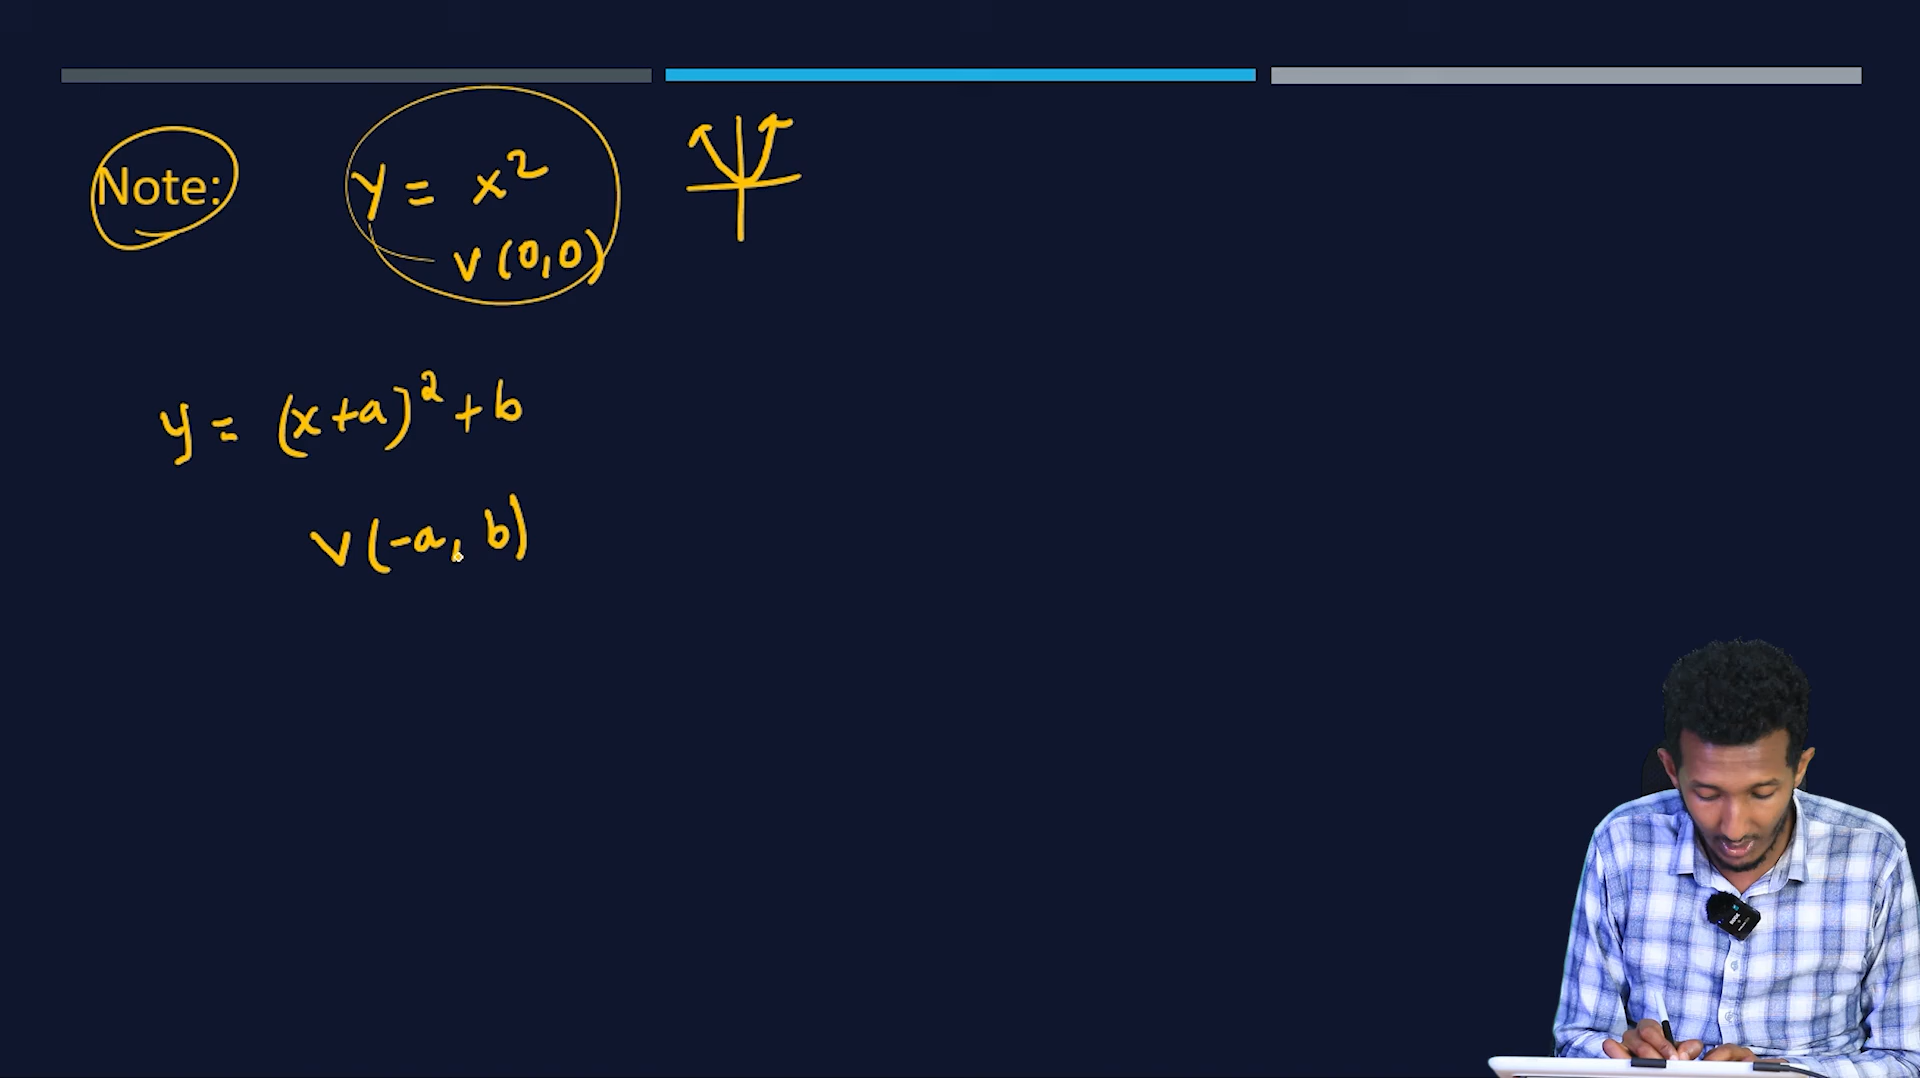 Note:
y = x²
V (0,0)
y = (x+a)² + b
V (-a, b)